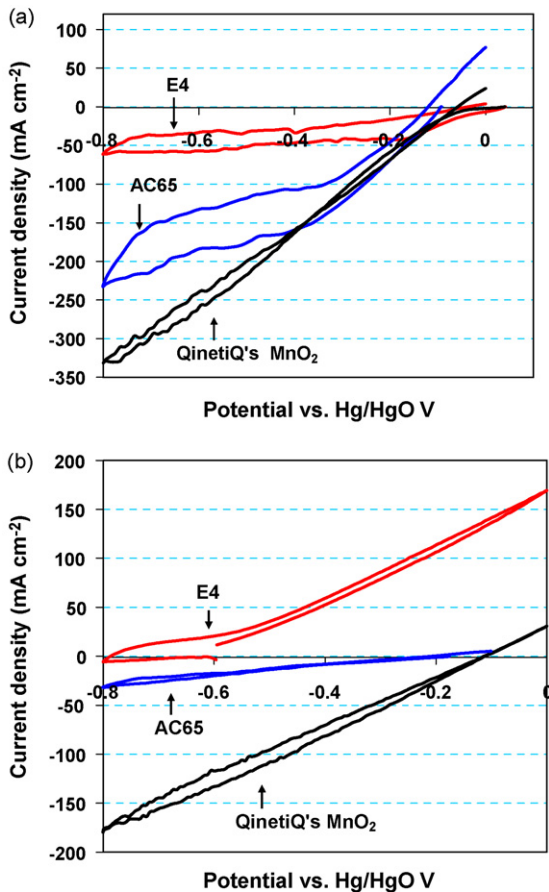 (a)
100
50
0
-50
-100
-150
-200
-250
-300
-350
Current density (mA cm-2)
-0.8 -0.6 -0.4 -0.2 0
E4
AC65
QinetiQ's MnO2
Potential vs. Hg/HgO V
(b)
200
150
100
50
0
-50
-100
-150
-200
Current density (mA cm-2)
-0.8 -0.6 -0.4 -0.2 0
E4
AC65
QinetiQ's MnO2
Potential vs. Hg/HgO V